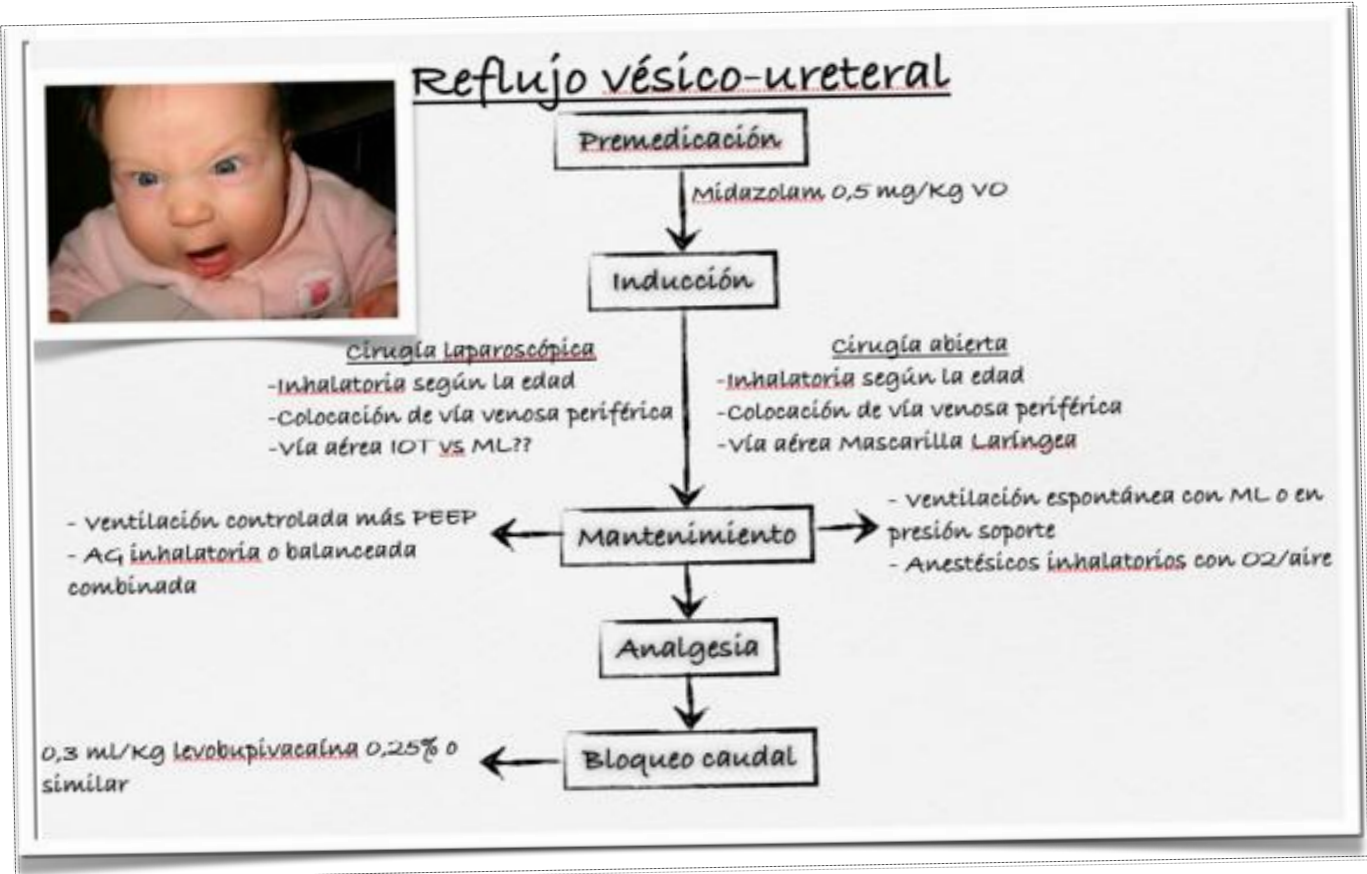 Reflujo vésico-ureteral
Premedicación
Midazolam 0,5 mg/Kg VO
Inducción
Cirugía laparoscópica
-Inhalatoria según la edad
-Colocación de vía venosa periférica
-Vía aérea IOT vs ML??
Cirugía abierta
-Inhalatoria según la edad
-Colocación de vía venosa periférica
-Vía aérea Mascarilla Laríngea
- Ventilación controlada más PEEP
- AG inhalatoria o balanceada
combinada
Mantenimiento
- Ventilación espontánea con ML o en
presión soporte
- Anestésicos inhalatorios con O2/aire
Analgesia
Bloqueo caudal
0,3 ml/Kg levobupivacaína 0,25% o
similar